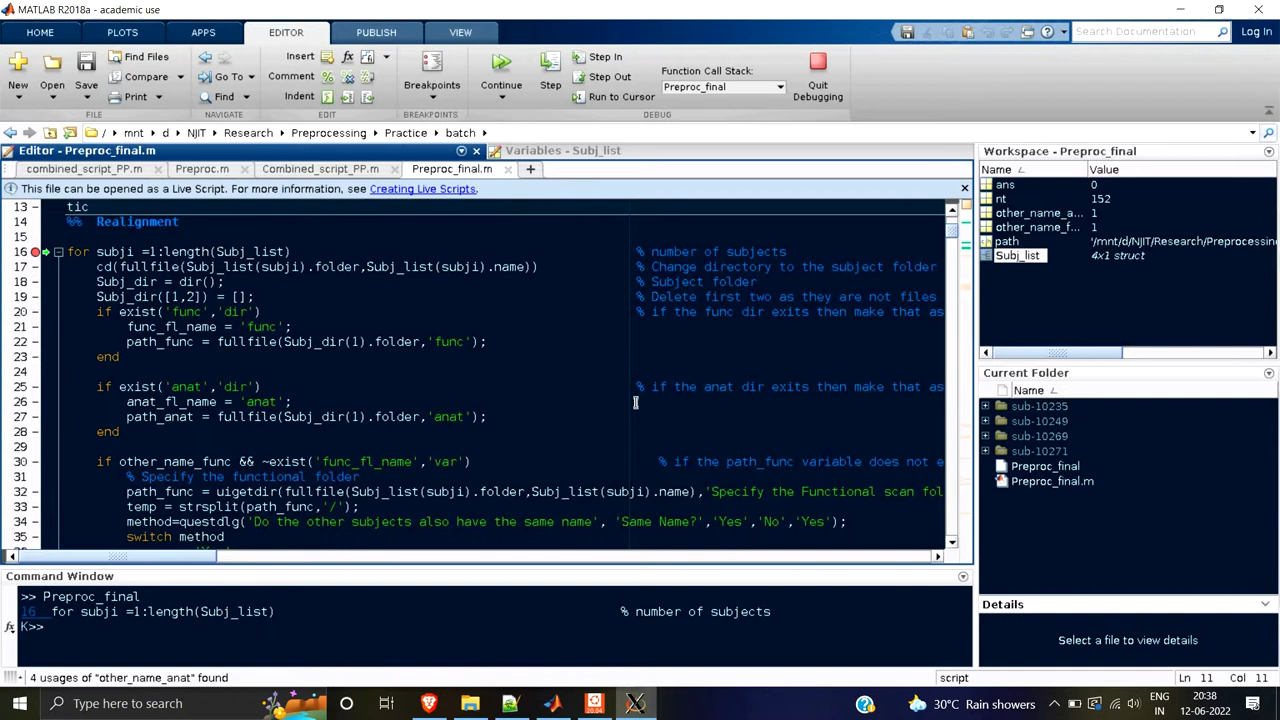 MATLAB R2018a - academic use
HOME PLOTS APPS EDITOR PUBLISH VIEW Search Documentation Log In
New Open Save Find Files Compare Print
Go To Find
Insert Comment Indent
Breakpoints
Continue Step Step In Step Out Run to Cursor
Function Call Stack: Preproc_final Quit Debugging
FILE NAVIGATE EDIT BREAKPOINTS DEBUG
/ mnt d NJIT Research Preprocessing Practice batch
Editor - Preproc_final.m Variables - Subj_list
combined_script_PP.m Preproc.m Combined_script_PP.m Preproc_final.m
This file can be opened as a Live Script. For more information, see Creating Live Scripts.
13 tic
14 %% Realignment
15
16 for subji =1:length(Subj_list) % number of subjects
17 cd(fullfile(Subj_list(subji).folder,Subj_list(subji).name)) % Change directory to the subject folder
18 Subj_dir = dir(); % Subject folder
19 Subj_dir([1,2]) = []; % Delete first two as they are not files
20 if exist('func','dir') % if the func dir exits then make that as
21 func_fl_name = 'func';
22 path_func = fullfile(Subj_dir(1).folder,'func');
23 end
24
25 if exist('anat','dir') % if the anat dir exits then make that as
26 anat_fl_name = 'anat';
27 path_anat = fullfile(Subj_dir(1).folder,'anat');
28 end
29
30 if other_name_func && ~exist('func_fl_name','var') % if the path_func variable does not e
31 % Specify the functional folder
32 path_func = uigetdir(fullfile(Subj_list(subji).folder,Subj_list(subji).name),'Specify the Functional scan fol
33 temp = strsplit(path_func,'/');
34 method=questdlg('Do the other subjects also have the same name', 'Same Name?','Yes','No','Yes');
35 switch method
Command Window
>> Preproc_final
16 for subji =1:length(Subj_list) % number of subjects
K>>
4 usages of "other_name_anat" found script Ln 11 Col 11
Workspace - Preproc_final
Name Value
ans 0
nt 152
other_name_a... 1
other_name_f... 1
path '/mnt/d/NJIT/Research/Preprocessing
Subj_list 4x1 struct
Current Folder
Name
sub-10235
sub-10249
sub-10269
sub-10271
Preproc_final
Preproc_final.m
Details
Select a file to view details
Type here to search 30°C Rain showers ENG IN 20:38 12-06-2022